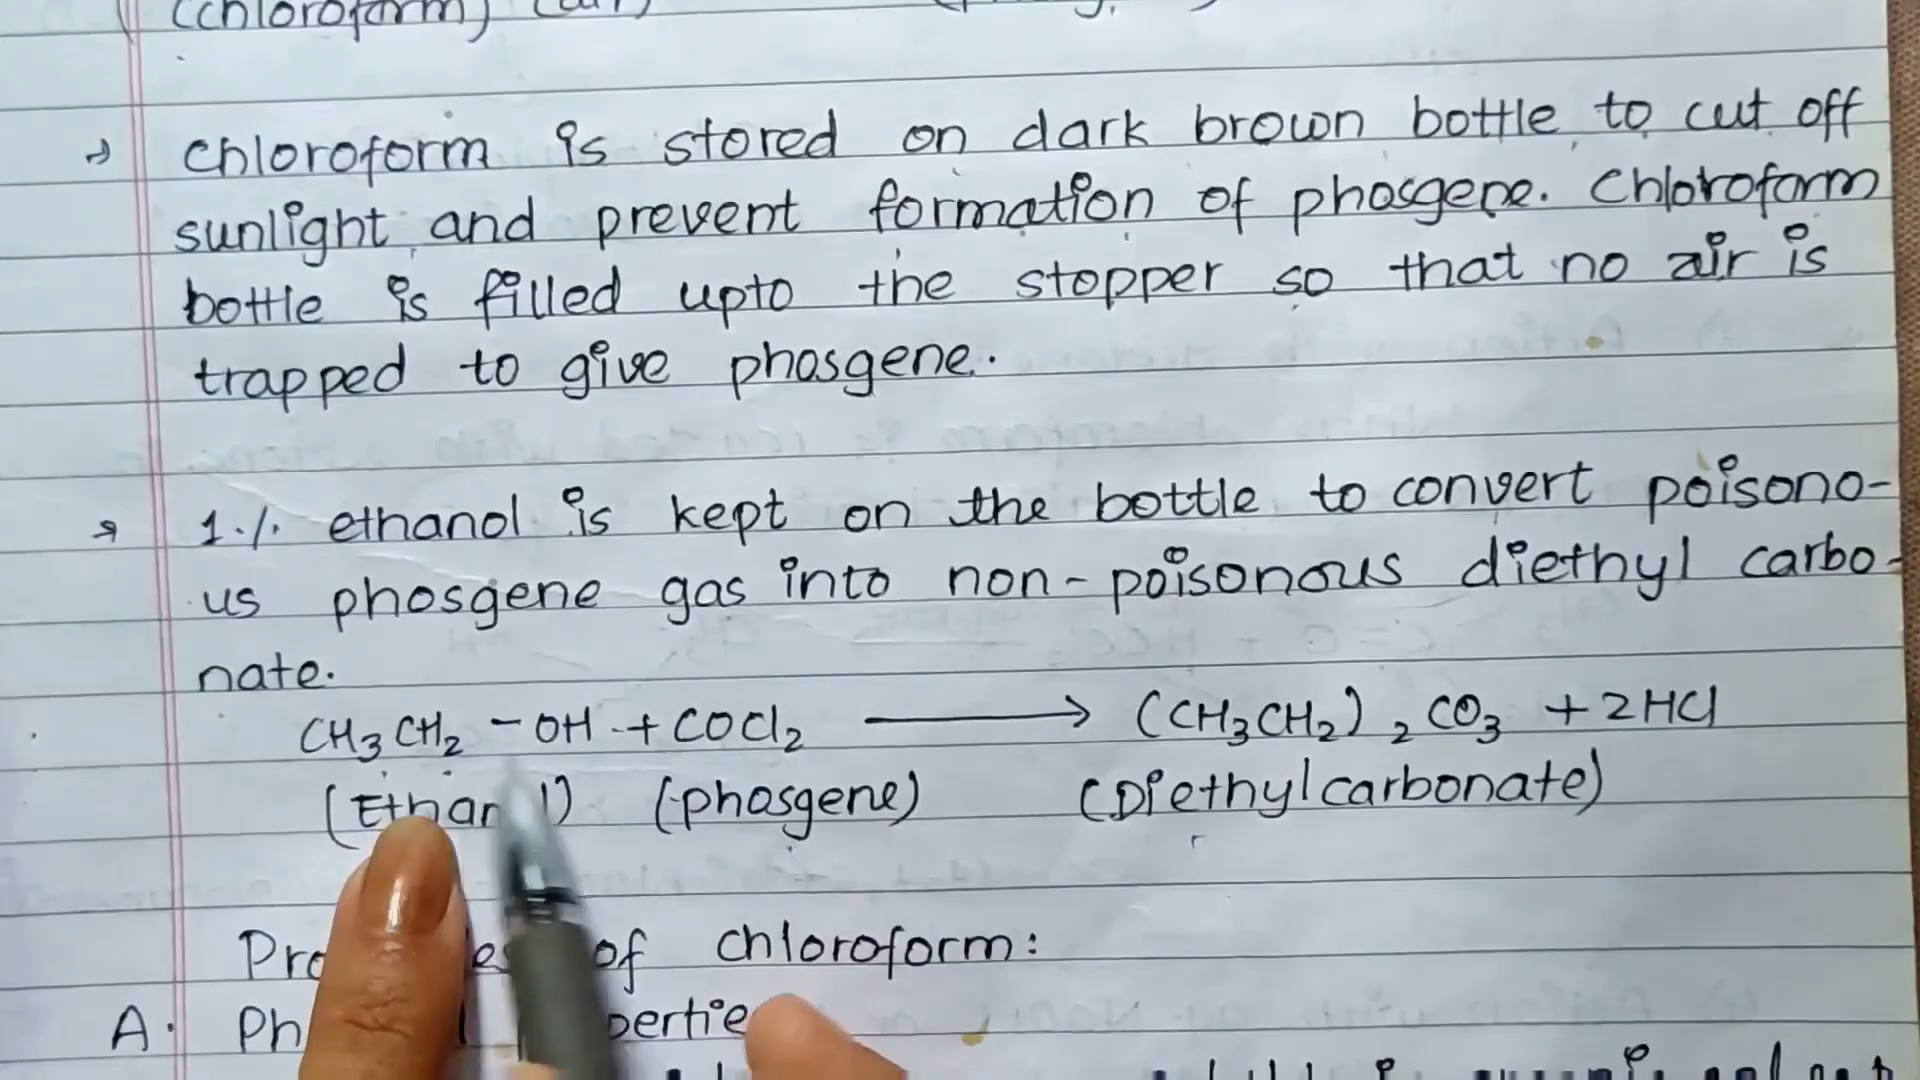 (chloroform)
chloroform is stored on dark brown bottle to cut off
sunlight and prevent formation of phosgene. Chloroform
bottle is filled upto the stopper so that no air is
trapped to give phosgene.
1% ethanol is kept on the bottle to convert poisono-
us phosgene gas into non-poisonous diethyl carbo-
nate.
CH3CH2-OH + COCl2 → (CH3CH2)2CO3 + 2HCl
(phosgene) (Diethylcarbonate)
of chloroform:
A.